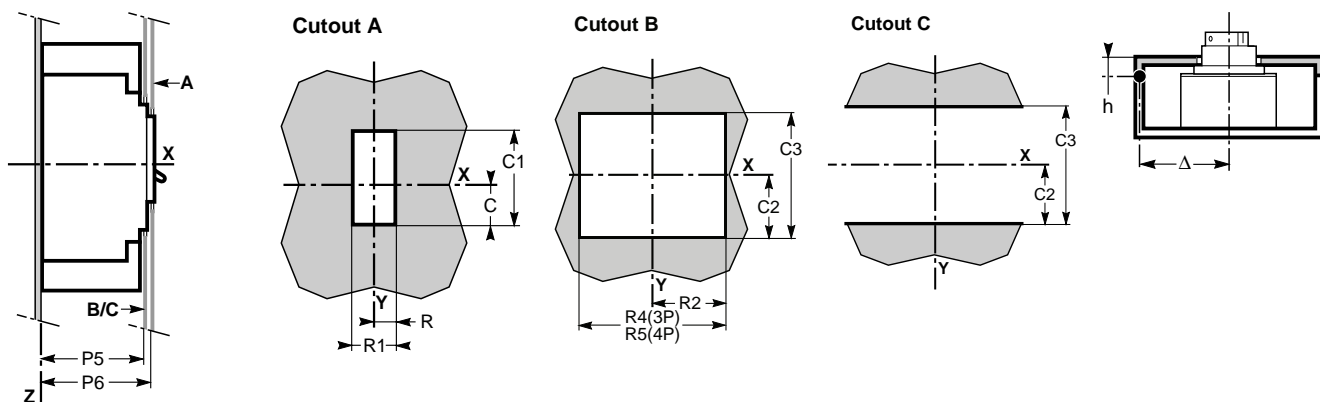 Cutout A
Cutout B
Cutout C
A
X
B/C
P5
P6
Z
X
C1
C
Y
R
R1
X
C3
C2
Y
R2
R4(3P)
R5(4P)
X
C3
C2
Y
h
Δ